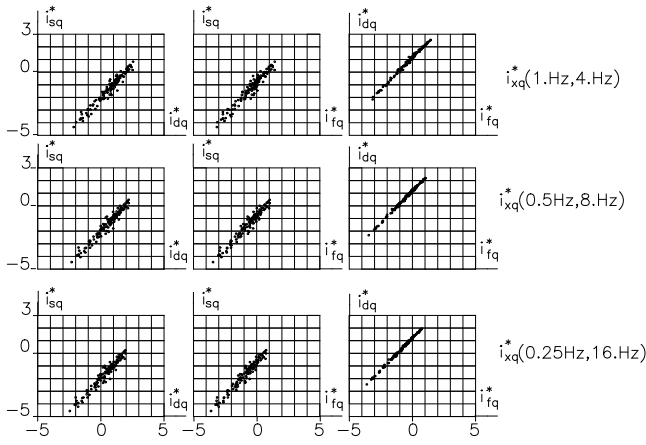 i*sq i*sq i*dq
3
0
−5
i*dq i*fq i*fq
i*xq(1.Hz,4.Hz)
i*sq i*sq i*dq
3
0
−5
i*dq i*fq i*fq
i*xq(0.5Hz,8.Hz)
i*sq i*sq i*dq
3
0
−5
i*dq i*fq i*fq
i*xq(0.25Hz,16.Hz)
−5 0 5 −5 0 5 −5 0 5